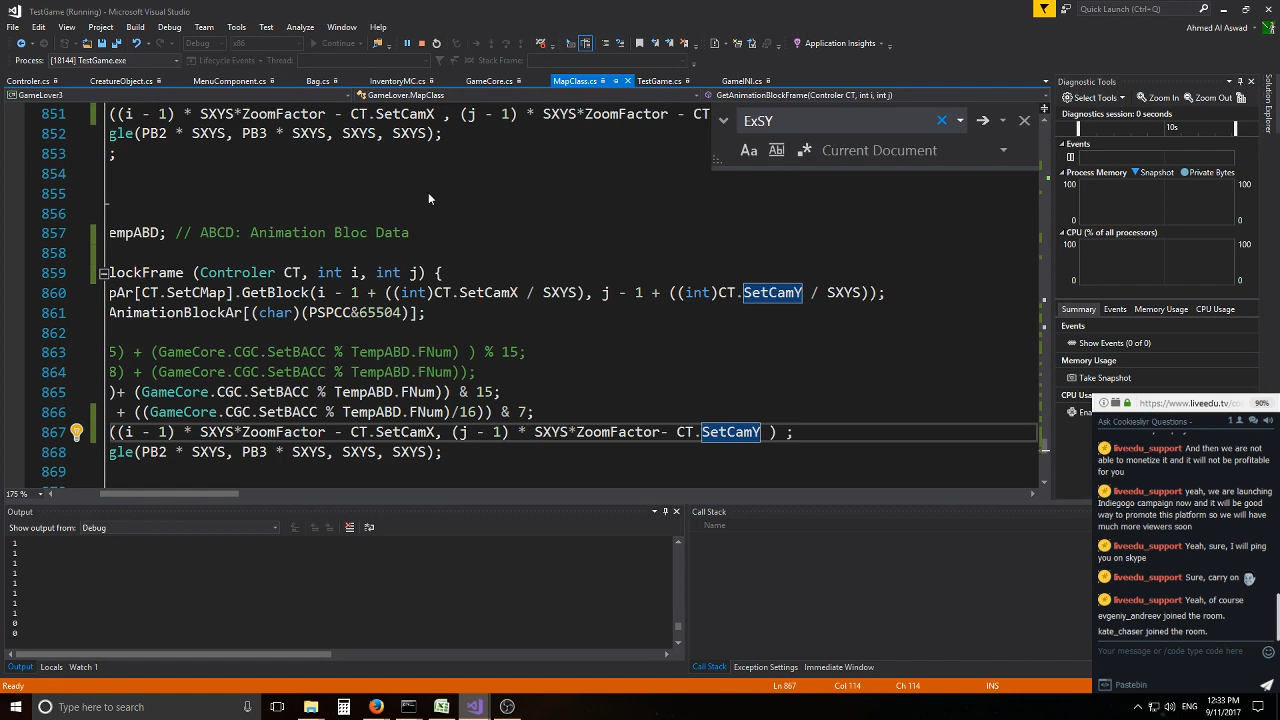 TestGame (Running) - Microsoft Visual Studio
Quick Launch (Ctrl+Q)
File Edit View Project Build Debug Team Tools Test Analyze Window Help
Ahmed Al Aswad
Debug x86 Continue Application Insights
Process: [18144] TestGame.exe Lifecycle Events Thread: Stack Frame:
Controler.cs CreatureObject.cs MenuComponent.cs Bag.cs InventoryMC.cs GameCore.cs MapClass.cs TestGame.cs GameINI.cs
GameLover3 GameLover.MapClass GetAnimationBlockFrame(Controler CT, int i, int j)
851 ((i - 1) * SXYS*ZoomFactor - CT.SetCamX , (j - 1) * SXYS*ZoomFactor - CT
852 gle(PB2 * SXYS, PB3 * SXYS, SXYS, SXYS);
853 ;
854
855
856
857 empABD; // ABCD: Animation Bloc Data
858
859 lockFrame (Controler CT, int i, int j) {
860 pAr[CT.SetCMap].GetBlock(i - 1 + ((int)CT.SetCamX / SXYS), j - 1 + ((int)CT.SetCamY / SXYS));
861 AnimationBlockAr[(char)(PSPCC&65504)];
862
863 5) + (GameCore.CGC.SetBACC % TempABD.FNum) ) % 15;
864 8) + (GameCore.CGC.SetBACC % TempABD.FNum));
865 )+ (GameCore.CGC.SetBACC % TempABD.FNum)) & 15;
866 + ((GameCore.CGC.SetBACC % TempABD.FNum)/16)) & 7;
867 ((i - 1) * SXYS*ZoomFactor - CT.SetCamX, (j - 1) * SXYS*ZoomFactor- CT.SetCamY ) ;
868 gle(PB2 * SXYS, PB3 * SXYS, SXYS, SXYS);
869
175 %
ExSY
Aa Ab Current Document
Diagnostic Tools
Select Tools Zoom In Zoom Out
Diagnostics session: 0 seconds
10s
Events
Process Memory Snapshot Private Bytes
100 100
0 0
CPU (% of all processors)
100 100
0 0
Summary Events Memory Usage CPU Usage
Events
Show Events (0 of 0)
Memory Usage
Take Snapshot
CPU Usa
Ena
Solution Explorer
Output
Show output from: Debug
1
1
1
1
1
1
1
1
0
0
Output Locals Watch 1
Call Stack
Name
Call Stack Exception Settings Immediate Window
https://www.liveedu.tv/co 90%
Ask Cookiesliyr Questions - 1
liveedu_support And then we are not
able to monetize it and it will not be profitable
for you
liveedu_support yeah, we are launching
Indiegogo campaign now and it will be good
way to promote this platform so we will have
much more viewers soon
liveedu_support Yeah, sure, I will ping
you on skype
liveedu_support Sure, carry on
liveedu_support Yeah, of course
evgeniy_andreev joined the room.
kate_chaser joined the room.
Your message or /code type code here
Pastebin
Ready Ln 867 Col 114 Ch 114 INS
Type here to search
ENG
12:33 PM
9/11/2017